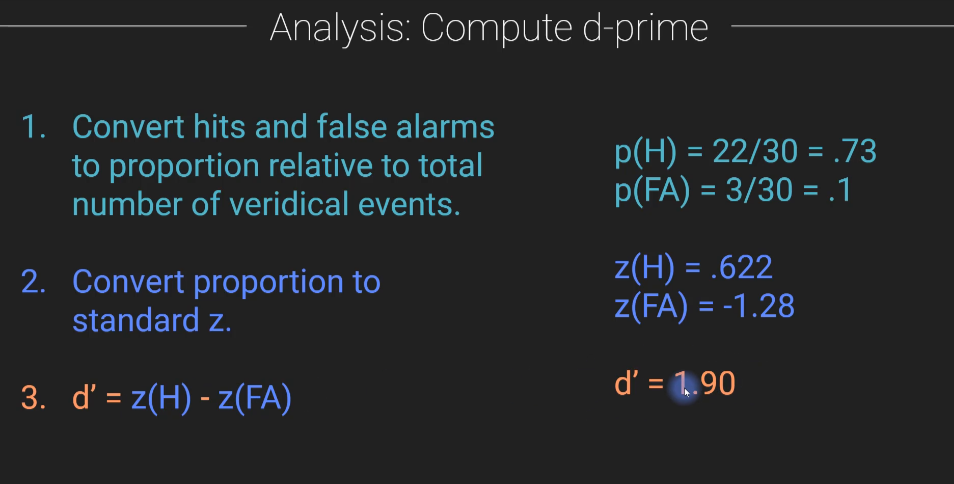 Analysis: Compute d-prime
1. Convert hits and false alarms
to proportion relative to total
number of veridical events.
p(H) = 22/30 = .73
p(FA) = 3/30 = .1
2. Convert proportion to
standard z.
z(H) = .622
z(FA) = -1.28
3. d’ = z(H) - z(FA)
d’ = 1.90